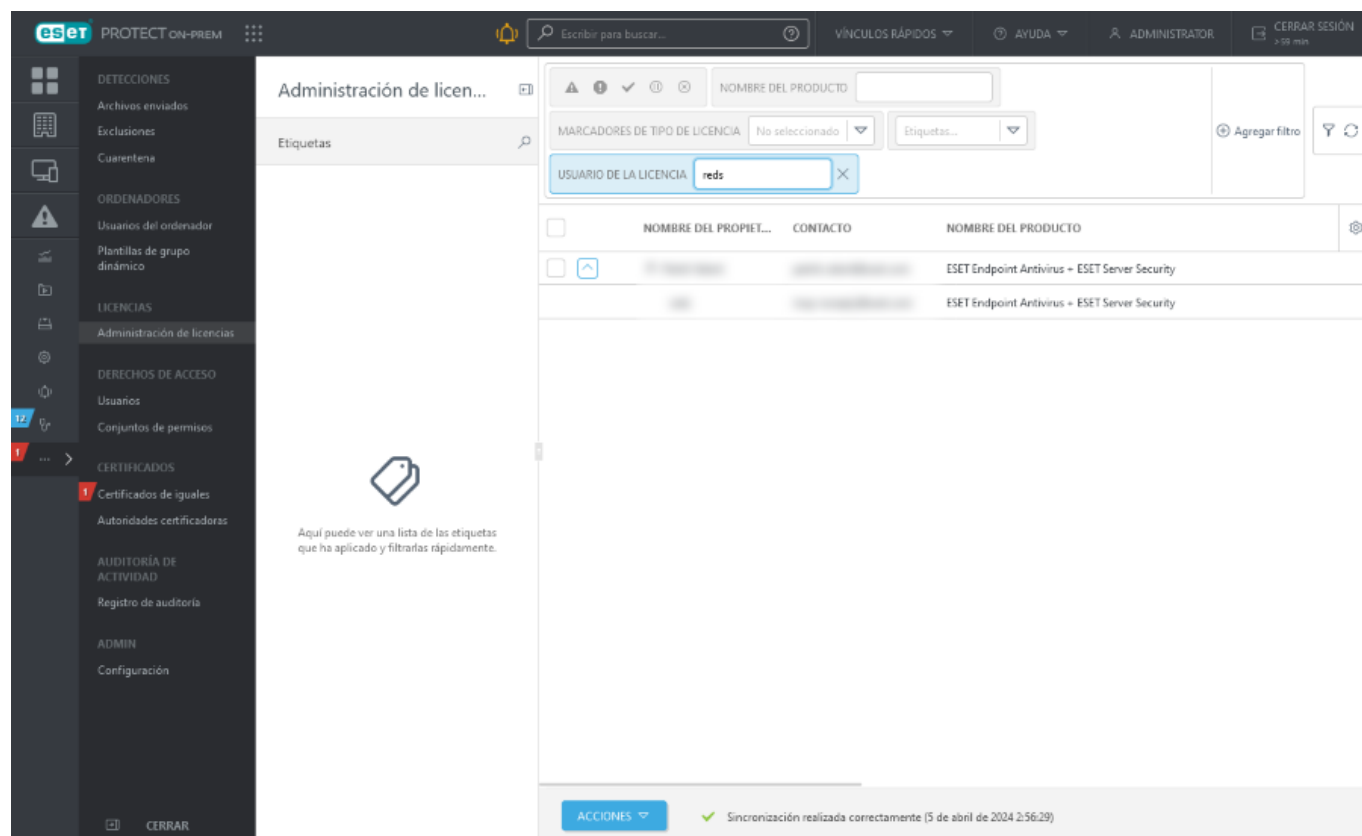 eset PROTECT ON-PREM
Escribir para buscar...
VÍNCULOS RÁPIDOS
AYUDA
ADMINISTRATOR
CERRAR SESIÓN
> 59 min
DETECCIONES
Archivos enviados
Exclusiones
Cuarentena
ORDENADORES
Usuarios del ordenador
Plantillas de grupo
dinámico
LICENCIAS
Administración de licencias
DERECHOS DE ACCESO
Usuarios
12
Conjuntos de permisos
1
...
CERTIFICADOS
1
Certificados de iguales
Autoridades certificadoras
AUDITORÍA DE
ACTIVIDAD
Registro de auditoría
ADMIN
Configuración
CERRAR
Administración de licen...
Etiquetas
Aquí puede ver una lista de las etiquetas
que ha aplicado y filtrarlas rápidamente.
NOMBRE DEL PRODUCTO
MARCADORES DE TIPO DE LICENCIA No seleccionado
Etiquetas...
Agregar filtro
USUARIO DE LA LICENCIA reds
NOMBRE DEL PROPIET... CONTACTO NOMBRE DEL PRODUCTO
ESET Endpoint Antivirus + ESET Server Security
ESET Endpoint Antivirus + ESET Server Security
ACCIONES
Sincronización realizada correctamente (5 de abril de 2024 2:56:29)